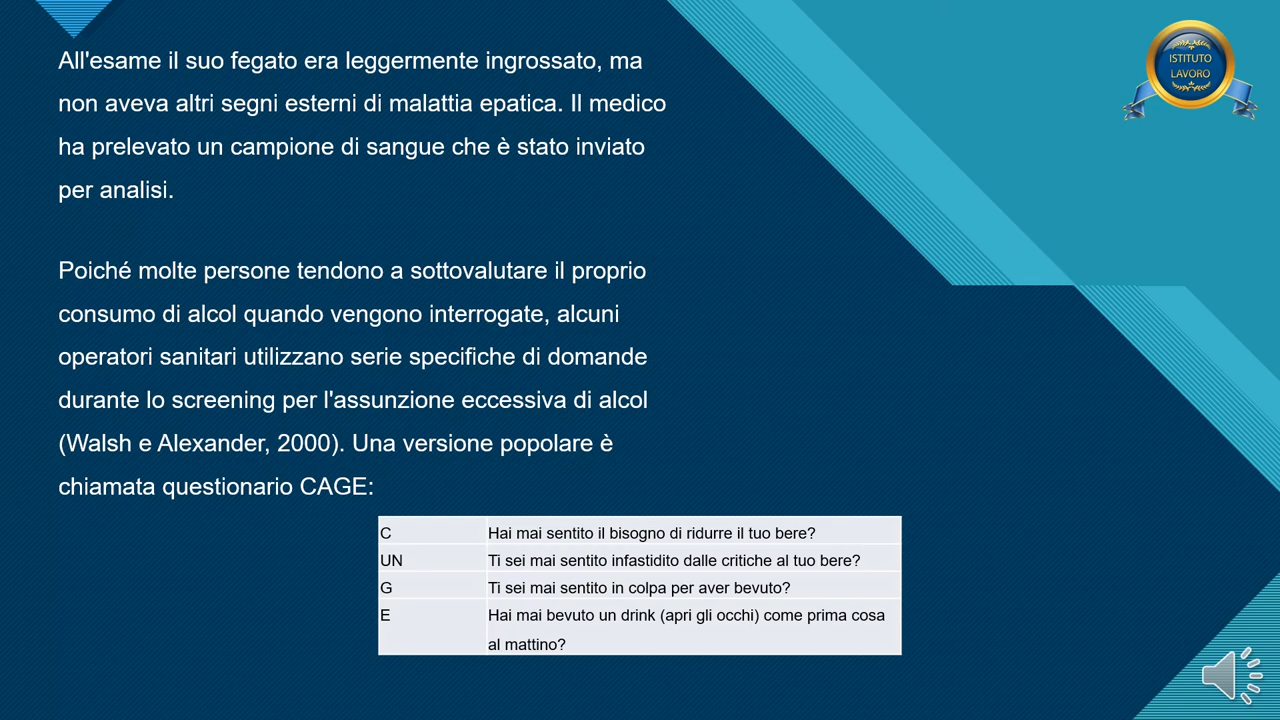 All'esame il suo fegato era leggermente ingrossato, ma
non aveva altri segni esterni di malattia epatica. Il medico
ha prelevato un campione di sangue che è stato inviato
per analisi.
Poiché molte persone tendono a sottovalutare il proprio
consumo di alcol quando vengono interrogate, alcuni
operatori sanitari utilizzano serie specifiche di domande
durante lo screening per l'assunzione eccessiva di alcol
(Walsh e Alexander, 2000). Una versione popolare è
chiamata questionario CAGE:
C Hai mai sentito il bisogno di ridurre il tuo bere?
UN Ti sei mai sentito infastidito dalle critiche al tuo bere?
G Ti sei mai sentito in colpa per aver bevuto?
E Hai mai bevuto un drink (apri gli occhi) come prima cosa
al mattino?
ISTITUTO
LAVORO